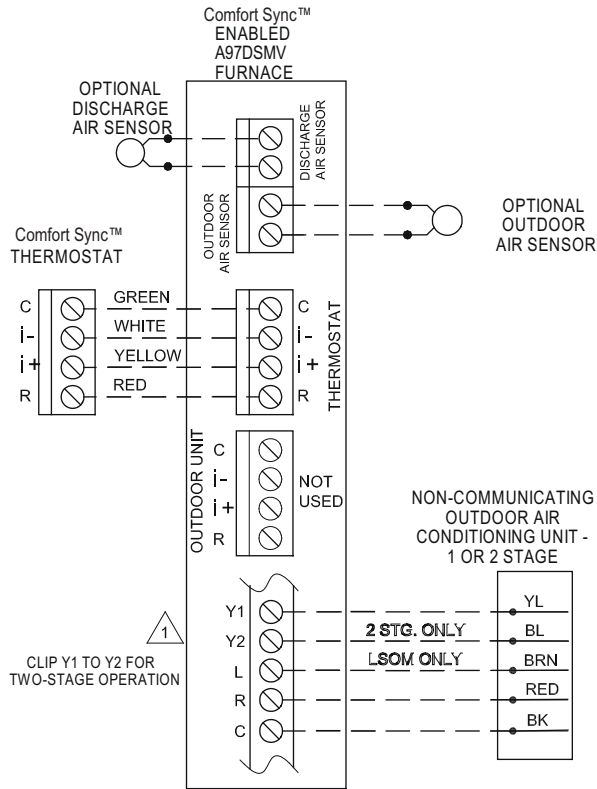 Comfort Sync™
ENABLED
A97DSMV
FURNACE
OPTIONAL
DISCHARGE
AIR SENSOR
DISCHARGE
AIR SENSOR
OUTDOOR
AIR SENSOR
OPTIONAL
OUTDOOR
AIR SENSOR
Comfort Sync™
THERMOSTAT
C
i-
i+
R
GREEN
WHITE
YELLOW
RED
C
i-
i+
R
THERMOSTAT
OUTDOOR UNIT
C
i-
i+
R
NOT
USED
NON-COMMUNICATING
OUTDOOR AIR
CONDITIONING UNIT -
1 OR 2 STAGE
1
CLIP Y1 TO Y2 FOR
TWO-STAGE OPERATION
Y1
Y2
L
R
C
2 STG. ONLY
LSOM ONLY
YL
BL
BRN
RED
BK